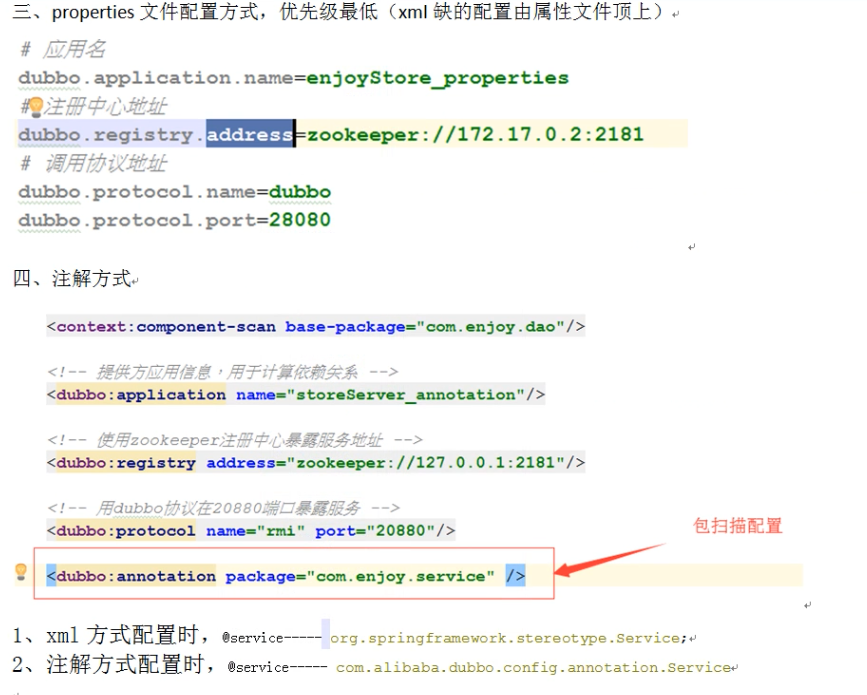 三、properties 文件配置方式，优先级最低（xml 缺的配置由属性文件顶上）
# 应用名
dubbo.application.name=enjoyStore_properties
# 注册中心地址
dubbo.registry.address=zookeeper://172.17.0.2:2181
# 调用协议地址
dubbo.protocol.name=dubbo
dubbo.protocol.port=28080
四、注解方式
<context:component-scan base-package="com.enjoy.dao"/>
<!-- 提供方应用信息，用于计算依赖关系 -->
<dubbo:application name="storeServer_annotation"/>
<!-- 使用zookeeper注册中心暴露服务地址 -->
<dubbo:registry address="zookeeper://127.0.0.1:2181"/>
<!-- 用dubbo协议在20880端口暴露服务 -->
<dubbo:protocol name="rmi" port="20880"/>
包扫描配置
<dubbo:annotation package="com.enjoy.service" />
1、xml 方式配置时，@service-----org.springframework.stereotype.Service;
2、注解方式配置时，@service----- com.alibaba.dubbo.config.annotation.Service